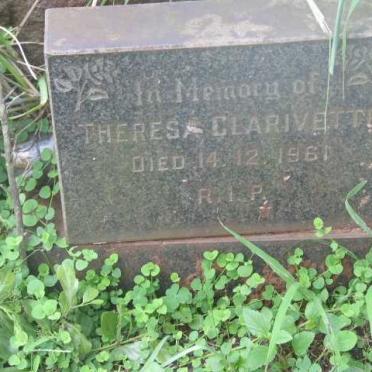 In Memory of
THERESA CLARIVETTE
DIED 14.12.1961
R.I.P.